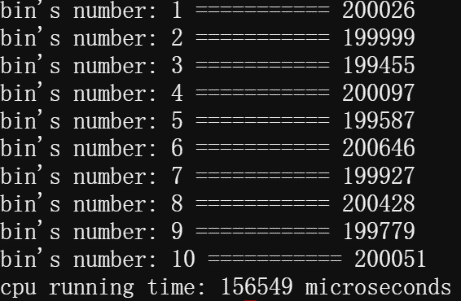 bin's number: 1 =========== 200026
bin's number: 2 =========== 199999
bin's number: 3 =========== 199455
bin's number: 4 =========== 200097
bin's number: 5 =========== 199587
bin's number: 6 =========== 200646
bin's number: 7 =========== 199927
bin's number: 8 =========== 200428
bin's number: 9 =========== 199779
bin's number: 10 =========== 200051
cpu running time: 156549 microseconds